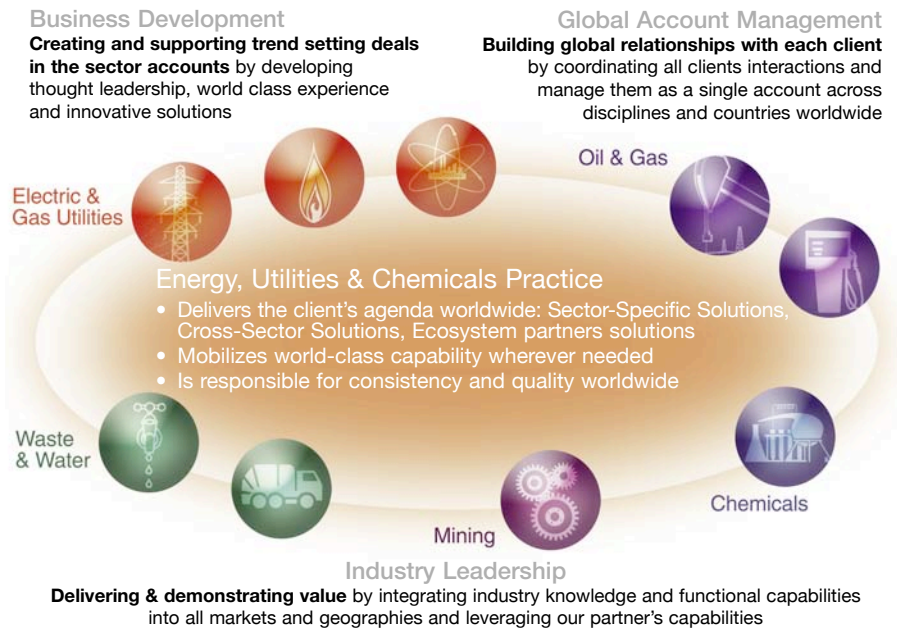 Business Development
Creating and supporting trend setting deals
in the sector accounts by developing
thought leadership, world class experience
and innovative solutions
Global Account Management
Building global relationships with each client
by coordinating all clients interactions and
manage them as a single account across
disciplines and countries worldwide
Electric &
Gas Utilities
Oil & Gas
Energy, Utilities & Chemicals Practice
• Delivers the client's agenda worldwide: Sector-Specific Solutions,
Cross-Sector Solutions, Ecosystem partners solutions
• Mobilizes world-class capability wherever needed
• Is responsible for consistency and quality worldwide
Waste
& Water
Chemicals
Mining
Industry Leadership
Delivering & demonstrating value by integrating industry knowledge and functional capabilities
into all markets and geographies and leveraging our partner's capabilities